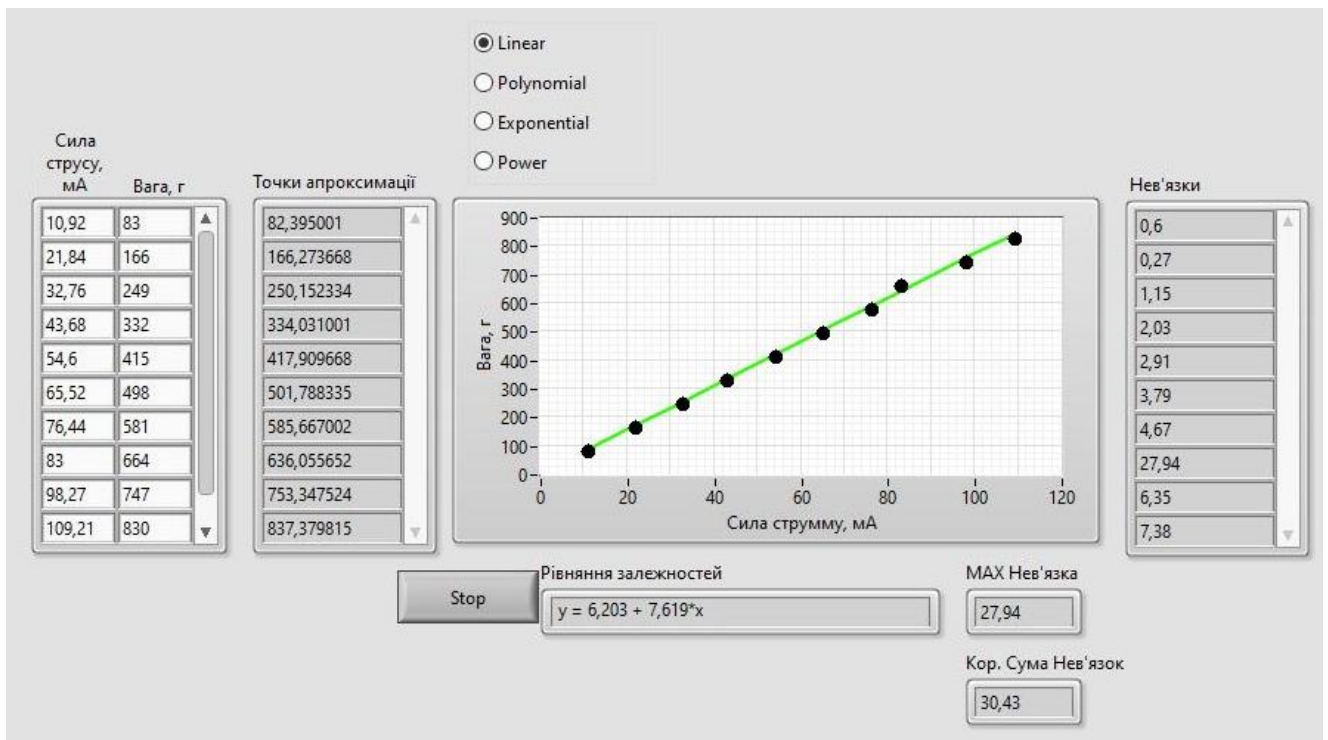 Linear
Polynomial
Exponential
Power
Сила
струсу,
мА
Вага, г
10,92 83
21,84 166
32,76 249
43,68 332
54,6 415
65,52 498
76,44 581
83 664
98,27 747
109,21 830
Точки апроксимації
82,395001
166,273668
250,152334
334,031001
417,909668
501,788335
585,667002
636,055652
753,347524
837,379815
Вага, г
900
800
700
600
500
400
300
200
100
0
0 20 40 60 80 100 120
Сила струмму, мА
Нев'язки
0,6
0,27
1,15
2,03
2,91
3,79
4,67
27,94
6,35
7,38
Stop
Рівняння залежностей
y = 6,203 + 7,619*x
MAX Нев'язка
27,94
Кор. Сума Нев'язок
30,43